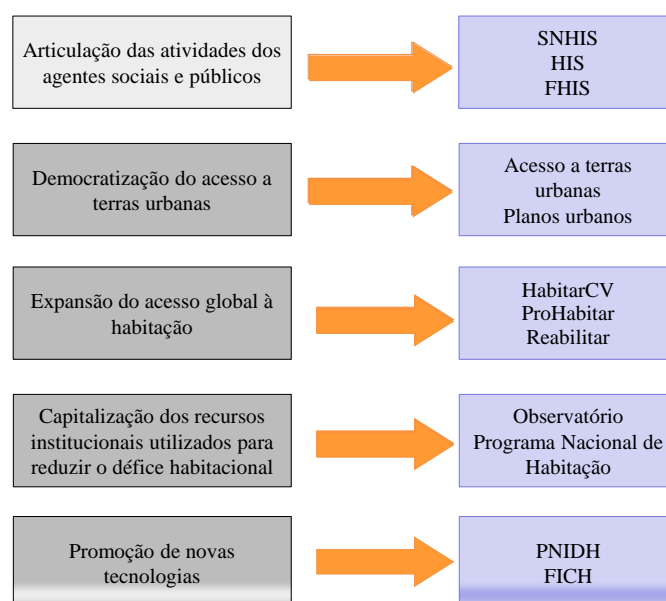 Articulação das atividades dos
agentes sociais e públicos
SNHIS
HIS
FHIS
Democratização do acesso a
terras urbanas
Acesso a terras
urbanas
Planos urbanos
Expansão do acesso global à
habitação
HabitarCV
ProHabitar
Reabilitar
Capitalização dos recursos
institucionais utilizados para
reduzir o défice habitacional
Observatório
Programa Nacional de
Habitação
Promoção de novas
tecnologias
PNIDH
FICH